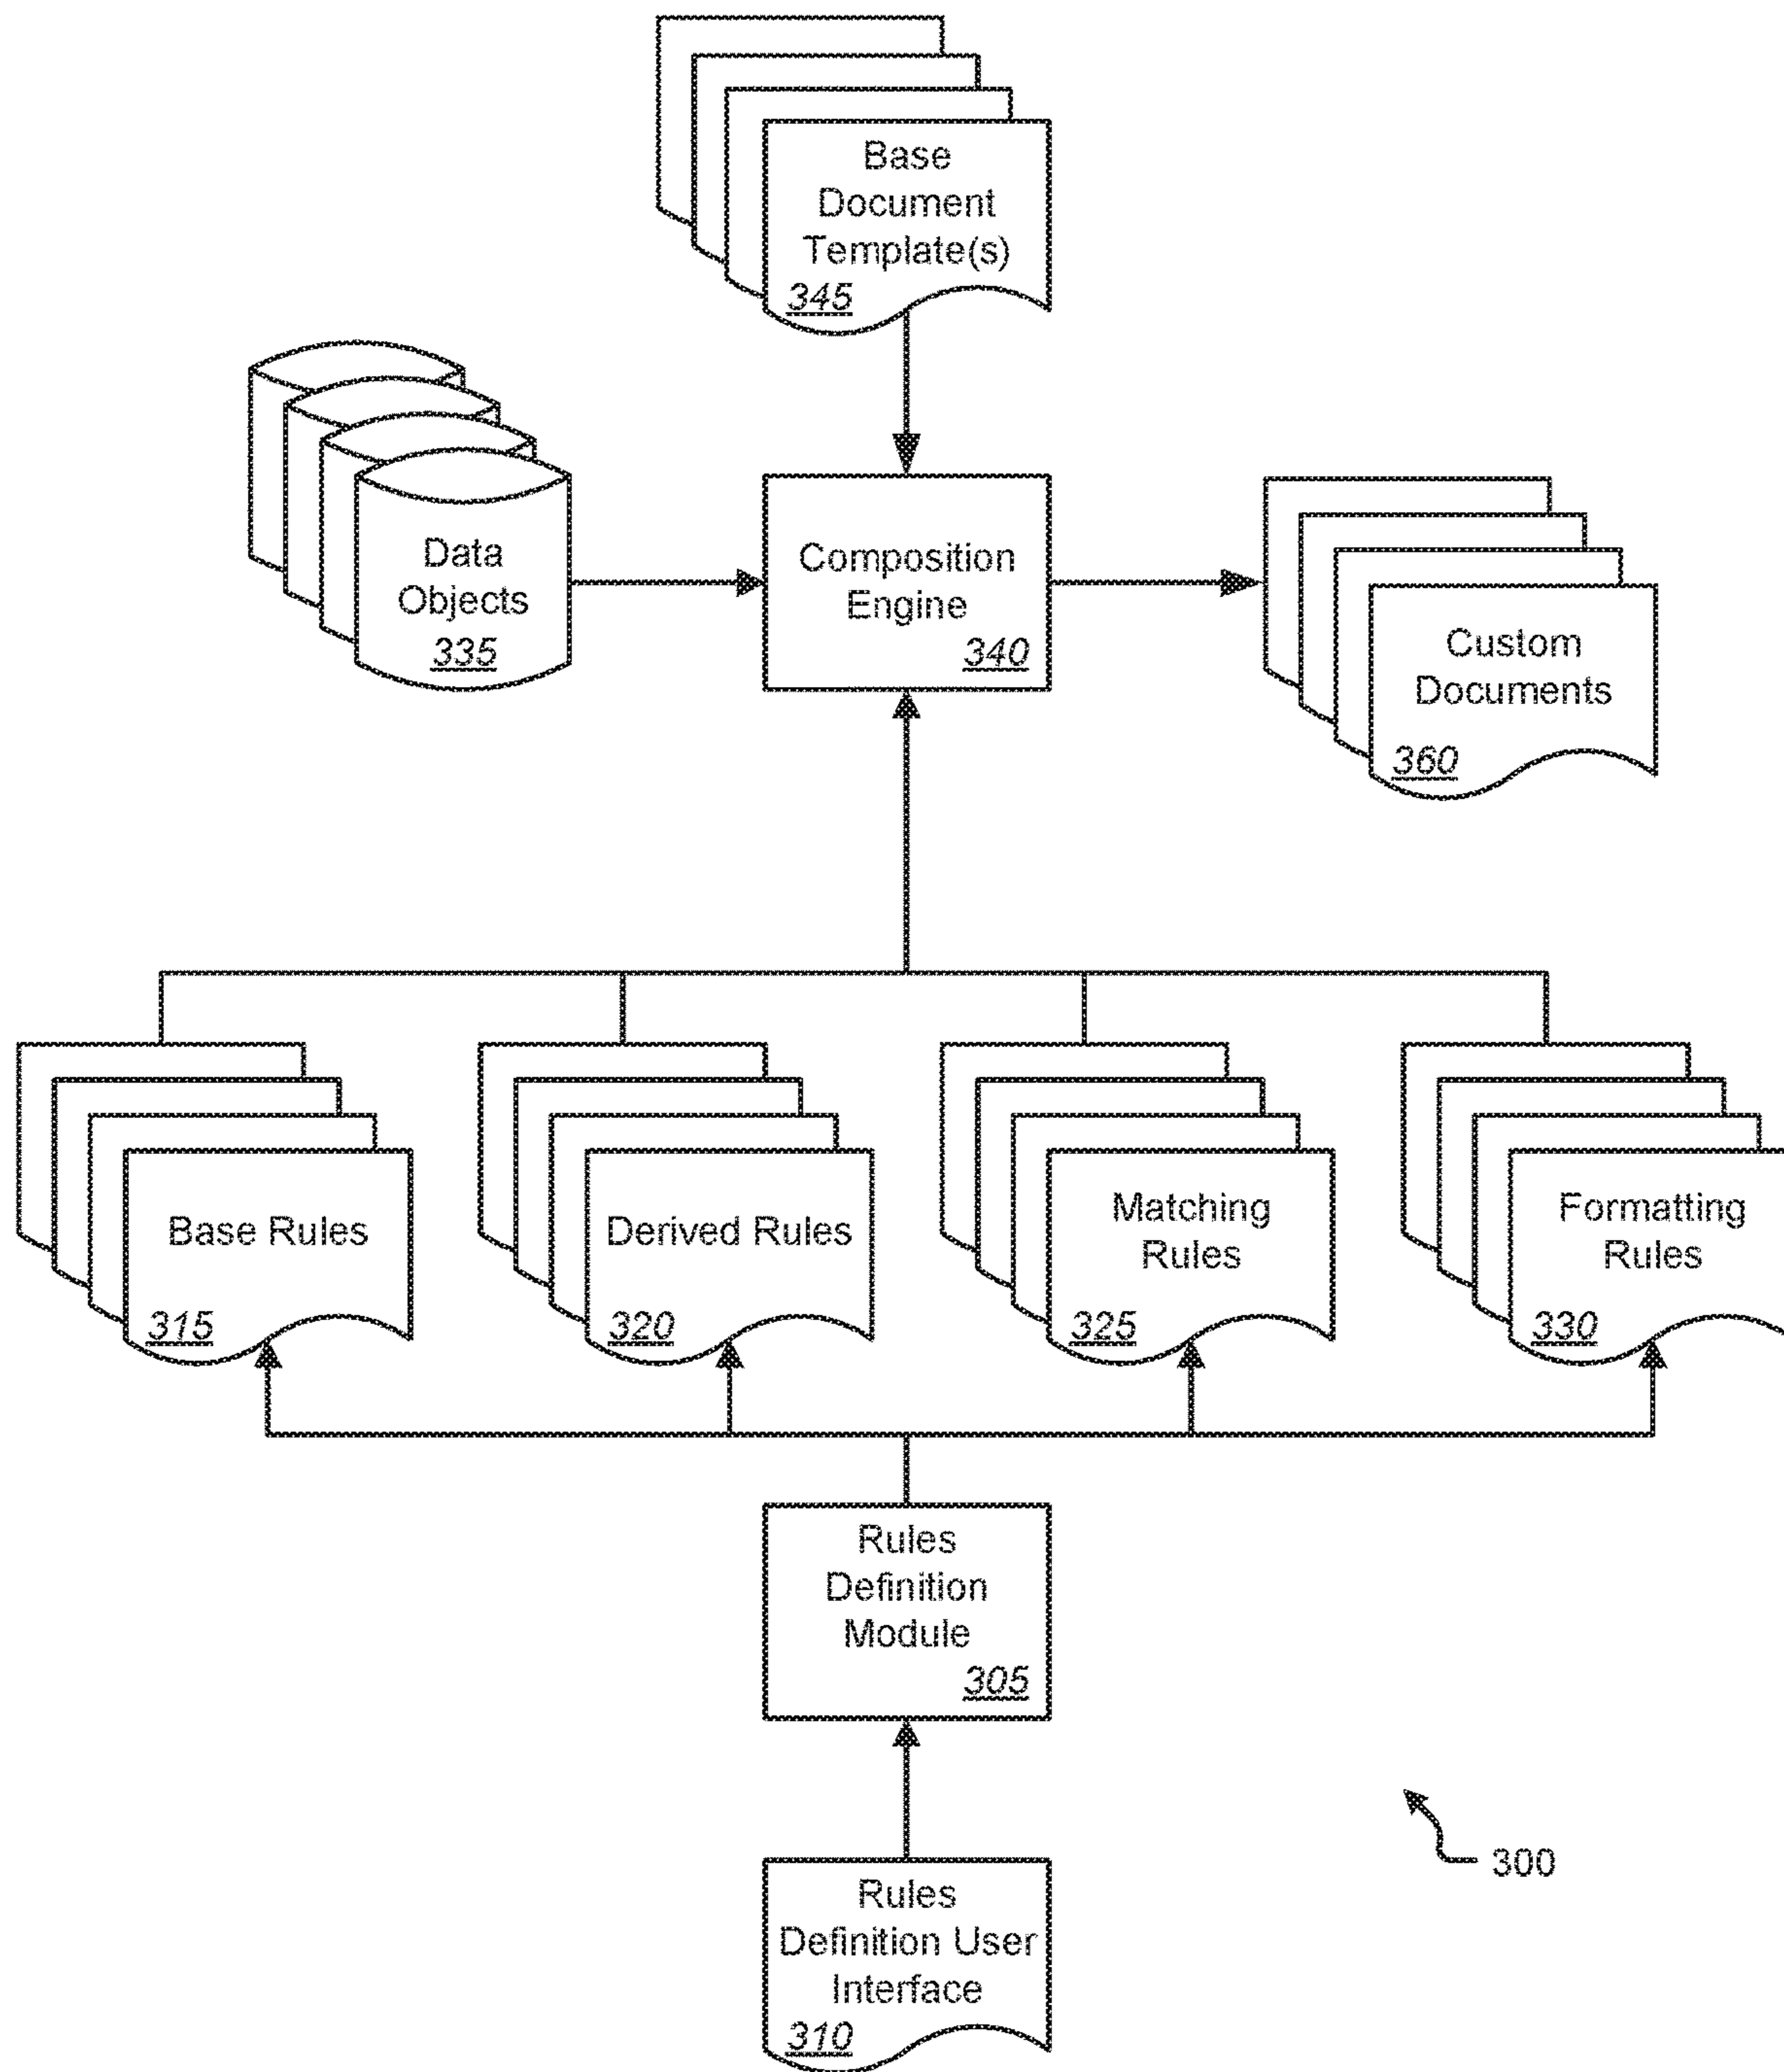 Base
Document
Template(s)
345
Data
Objects
335
Composition
Engine
340
Custom
Documents
360
Base Rules
315
Derived Rules
320
Matching
Rules
325
Formatting
Rules
330
Rules
Definition
Module
305
300
Rules
Definition User
Interface
310